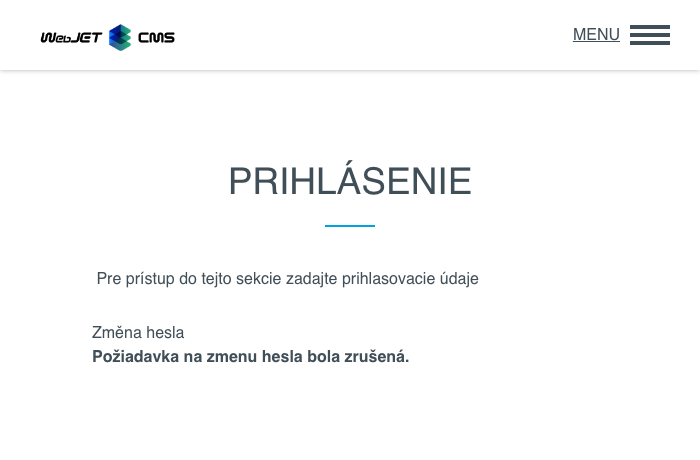 WebJET CMS
MENU
PRIHLÁSENIE
Pre prístup do tejto sekcie zadajte prihlasovacie údaje
Změna hesla
Požiadavka na zmenu hesla bola zrušená.